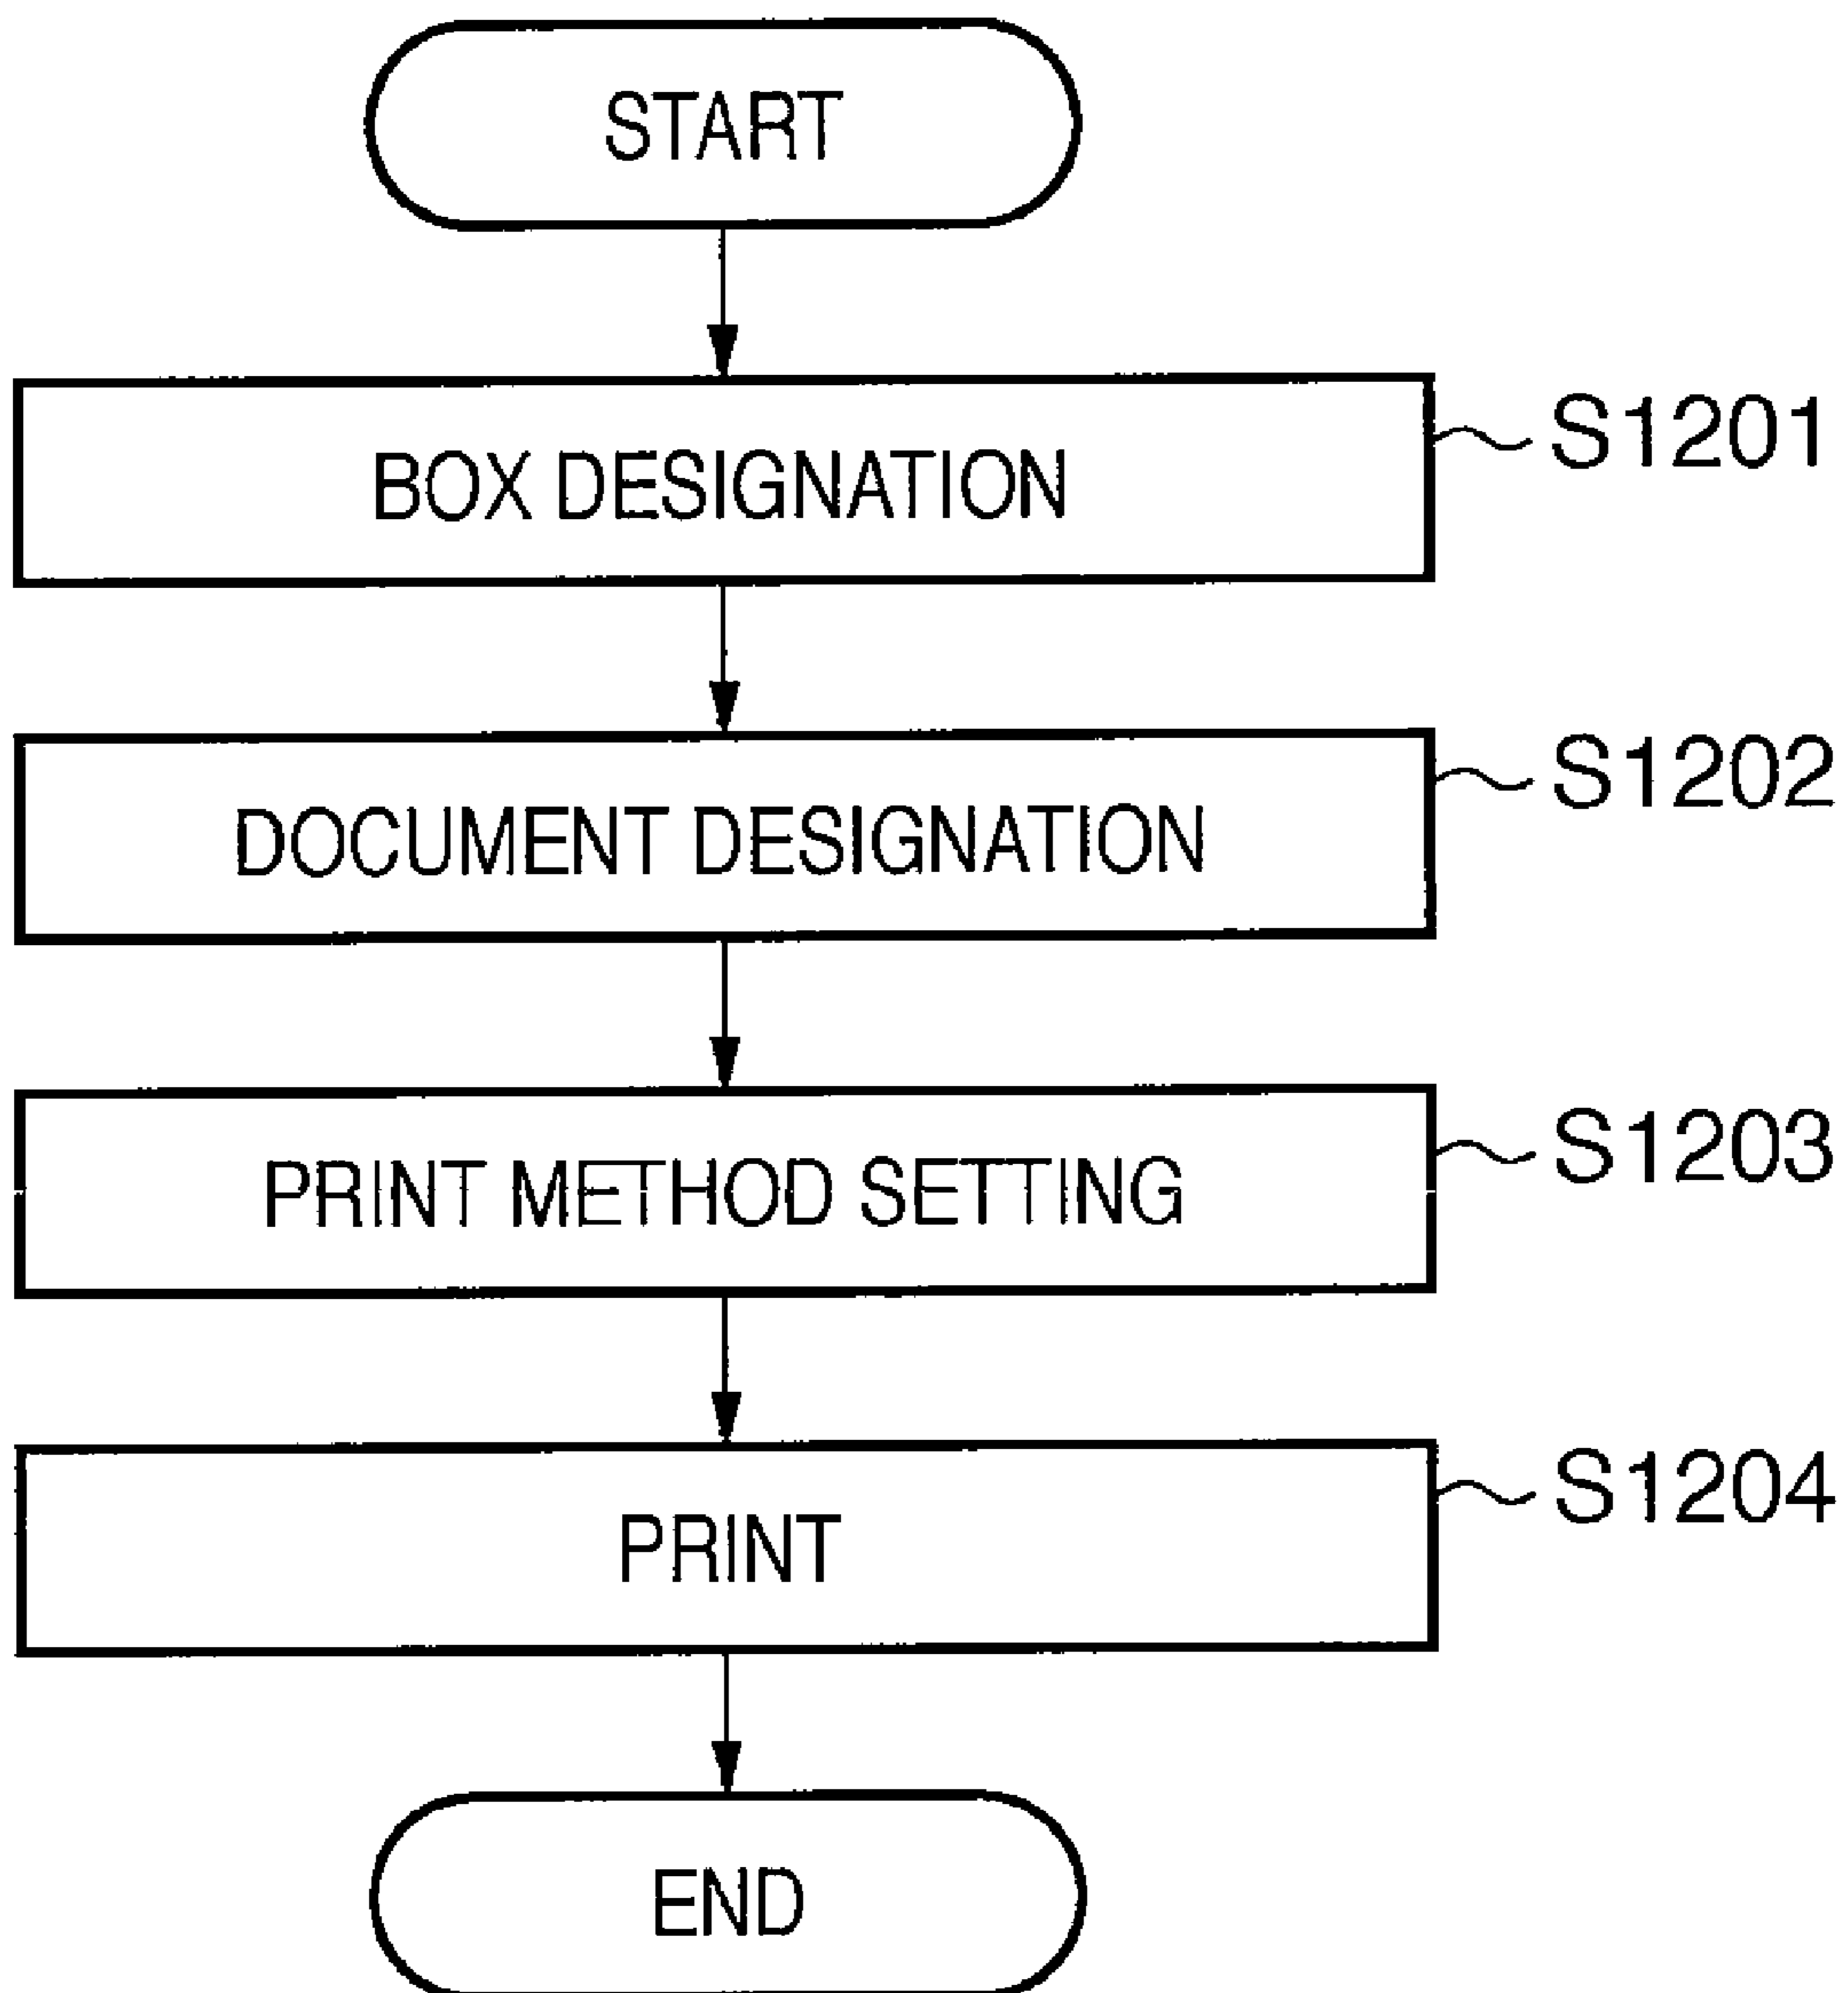 START
BOX DESIGNATION
S1201
DOCUMENT DESIGNATION
S1202
PRINT METHOD SETTING
S1203
PRINT
S1204
END